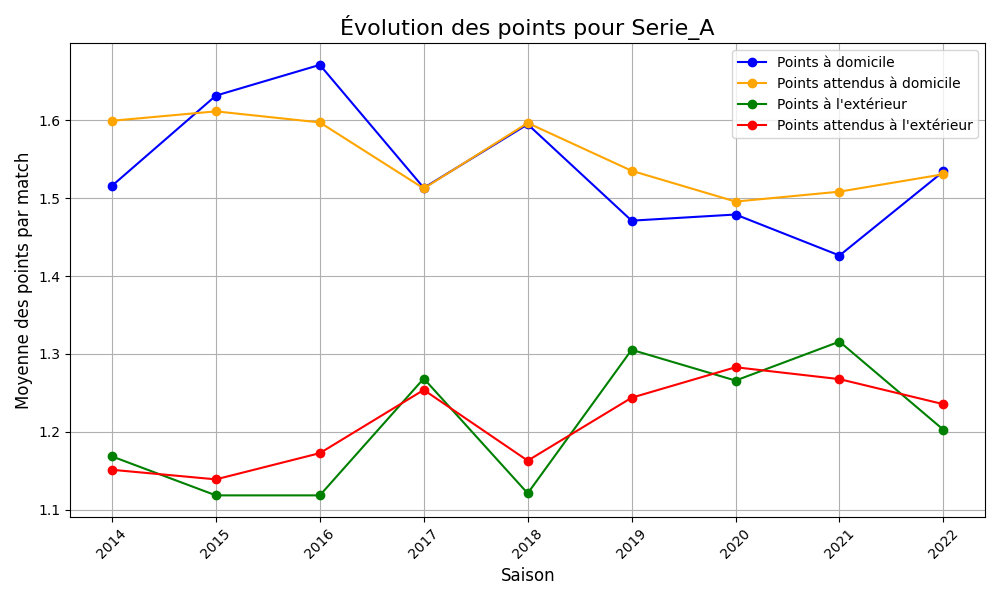 Évolution des points pour Serie_A
Points à domicile
Points attendus à domicile
Points à l'extérieur
Points attendus à l'extérieur
Moyenne des points par match
1.6
1.5
1.4
1.3
1.2
1.1
2014
2015
2016
2017
2018
2019
2020
2021
2022
Saison